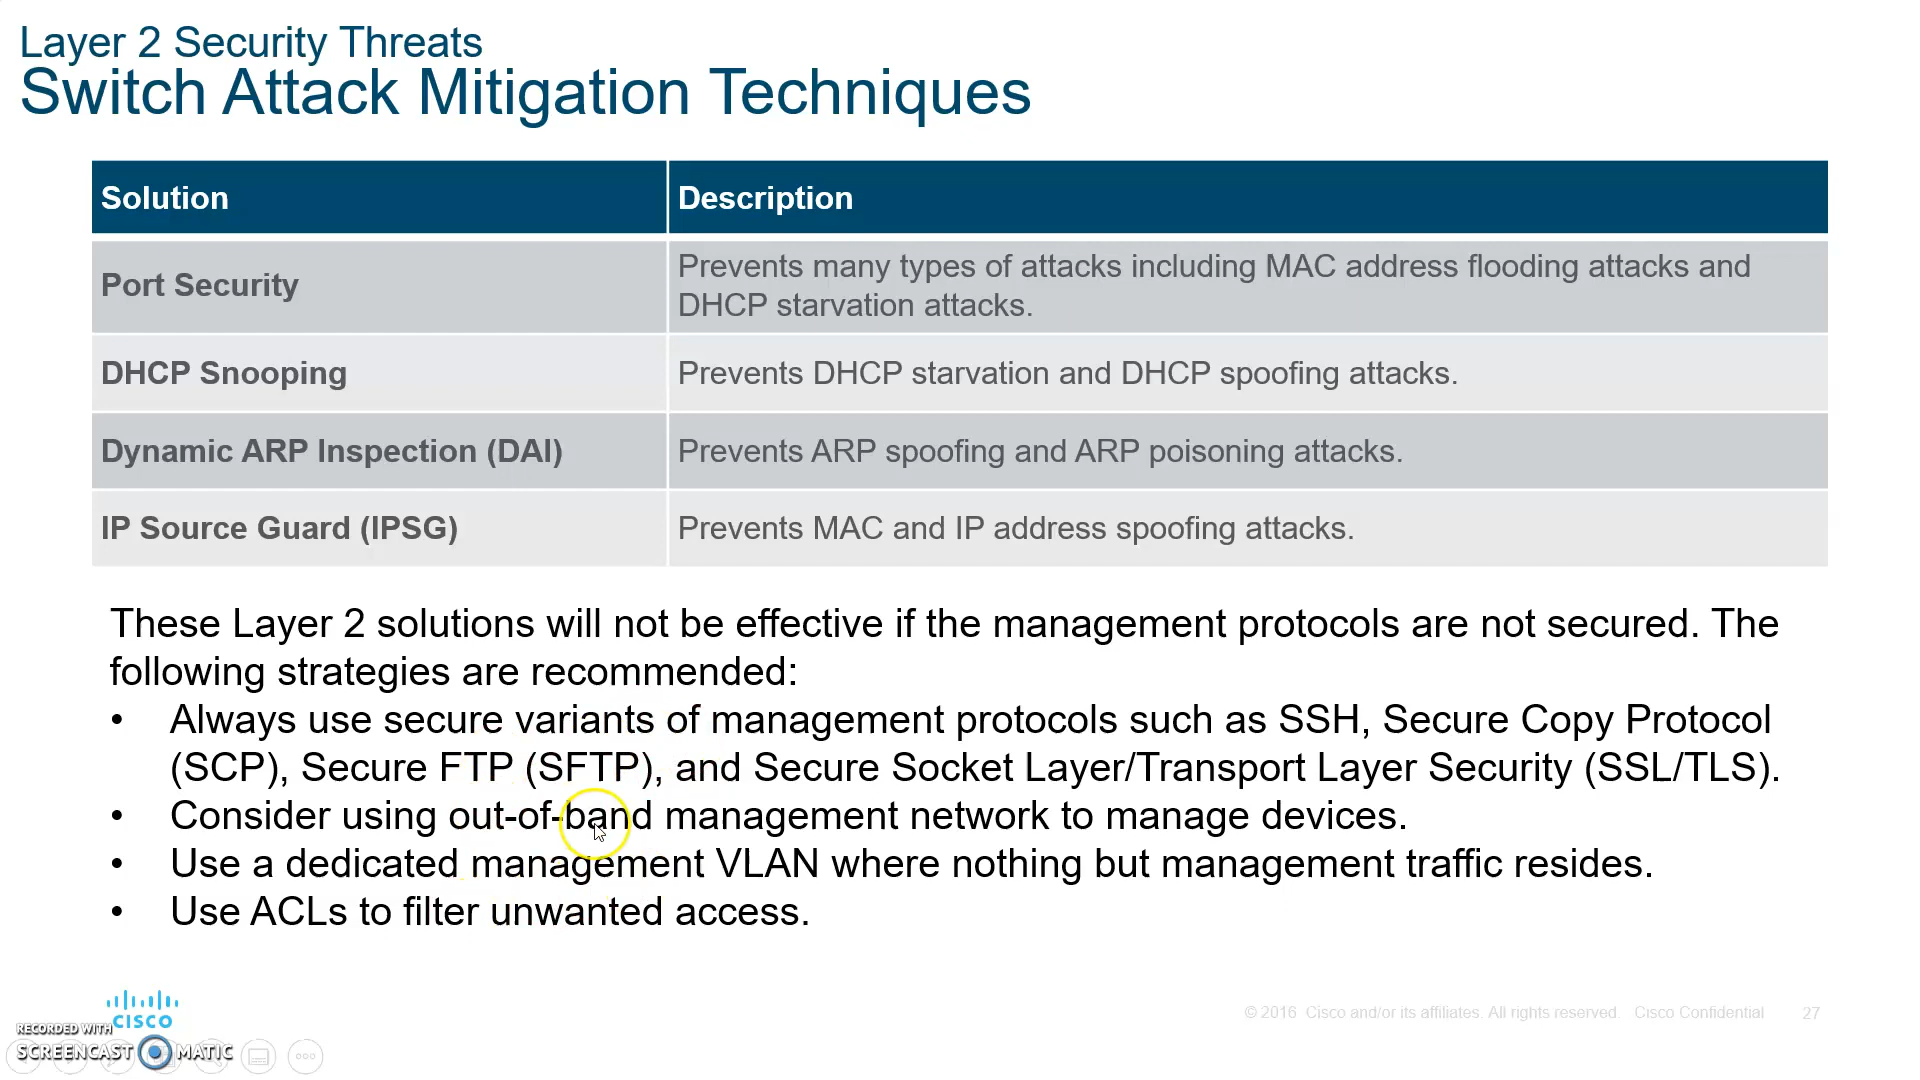 Layer 2 Security Threats
Switch Attack Mitigation Techniques
Solution
Description
Port Security
Prevents many types of attacks including MAC address flooding attacks and
DHCP starvation attacks.
DHCP Snooping
Prevents DHCP starvation and DHCP spoofing attacks.
Dynamic ARP Inspection (DAI)
Prevents ARP spoofing and ARP poisoning attacks.
IP Source Guard (IPSG)
Prevents MAC and IP address spoofing attacks.
These Layer 2 solutions will not be effective if the management protocols are not secured. The
following strategies are recommended:
• Always use secure variants of management protocols such as SSH, Secure Copy Protocol
(SCP), Secure FTP (SFTP), and Secure Socket Layer/Transport Layer Security (SSL/TLS).
• Consider using out-of-band management network to manage devices.
• Use a dedicated management VLAN where nothing but management traffic resides.
• Use ACLs to filter unwanted access.
CISCO
© 2016 Cisco and/or its affiliates. All rights reserved. Cisco Confidential 27
RECORDED WITH
SCREENCAST MATIC